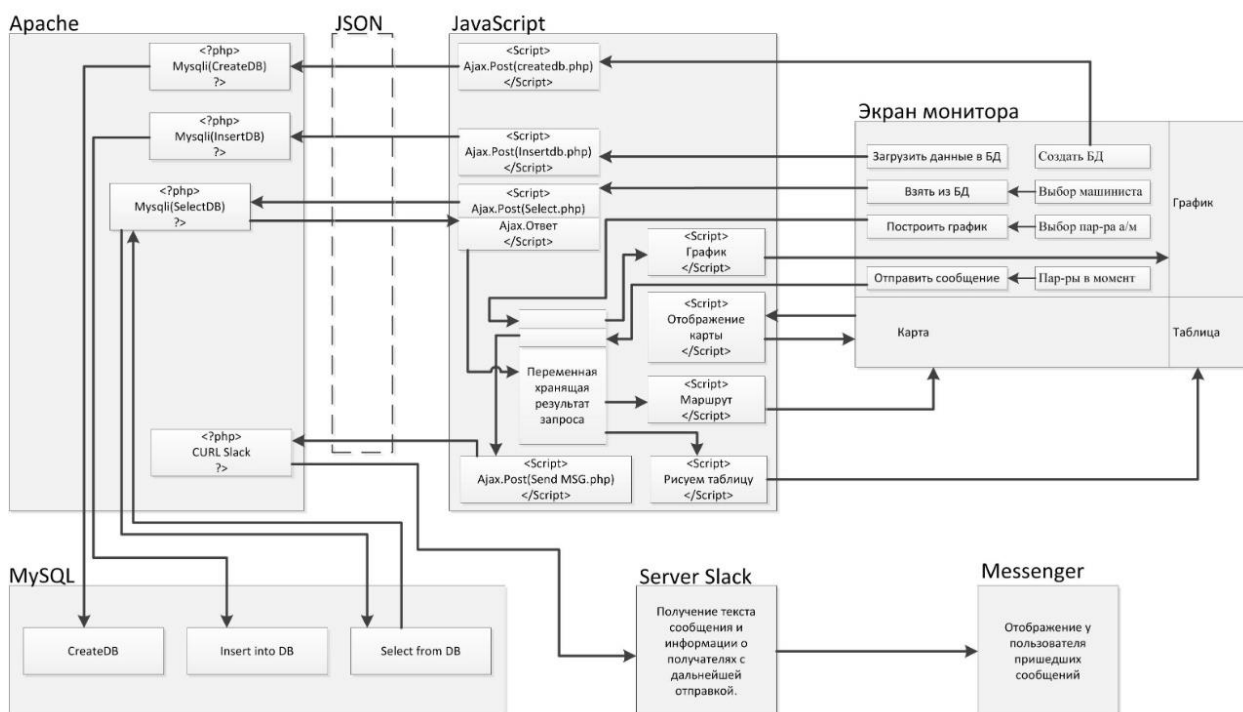 Apache
JSON
JavaScript
<?php>
Mysqli(CreateDB)
?>
<Script>
Ajax.Post(createdb.php)
</Script>
<?php>
Mysqli(InsertDB)
?>
<Script>
Ajax.Post(Insertdb.php)
</Script>
<?php>
Mysqli(SelectDB)
?>
<Script>
Ajax.Post(Select.php)
Ајах.Ответ
</Script>
<Script>
График
</Script>
<Script>
Отображение
карты
</Script>
Переменная
хранящая
результат
запроса
<Script>
Маршрут
</Script>
<?php>
CURL Slack
?>
<Script>
Ajax.Post(Send MSG.php)
</Script>
<Script>
Рисуем таблицу
</Script>
Экран монитора
Загрузить данные в БД
Создать БД
Взять из БД
Выбор машиниста
График
Построить график
Выбор пар-ра а/м
Отправить сообщение
Пар-ры в момент
Карта
Таблица
MySQL
CreateDB
Insert into DB
Select from DB
Server Slack
Получение текста
сообщения и
информации о
получателях с
дальнейшей
отправкой.
Messenger
Отображение у
пользователя
пришедших
сообщений